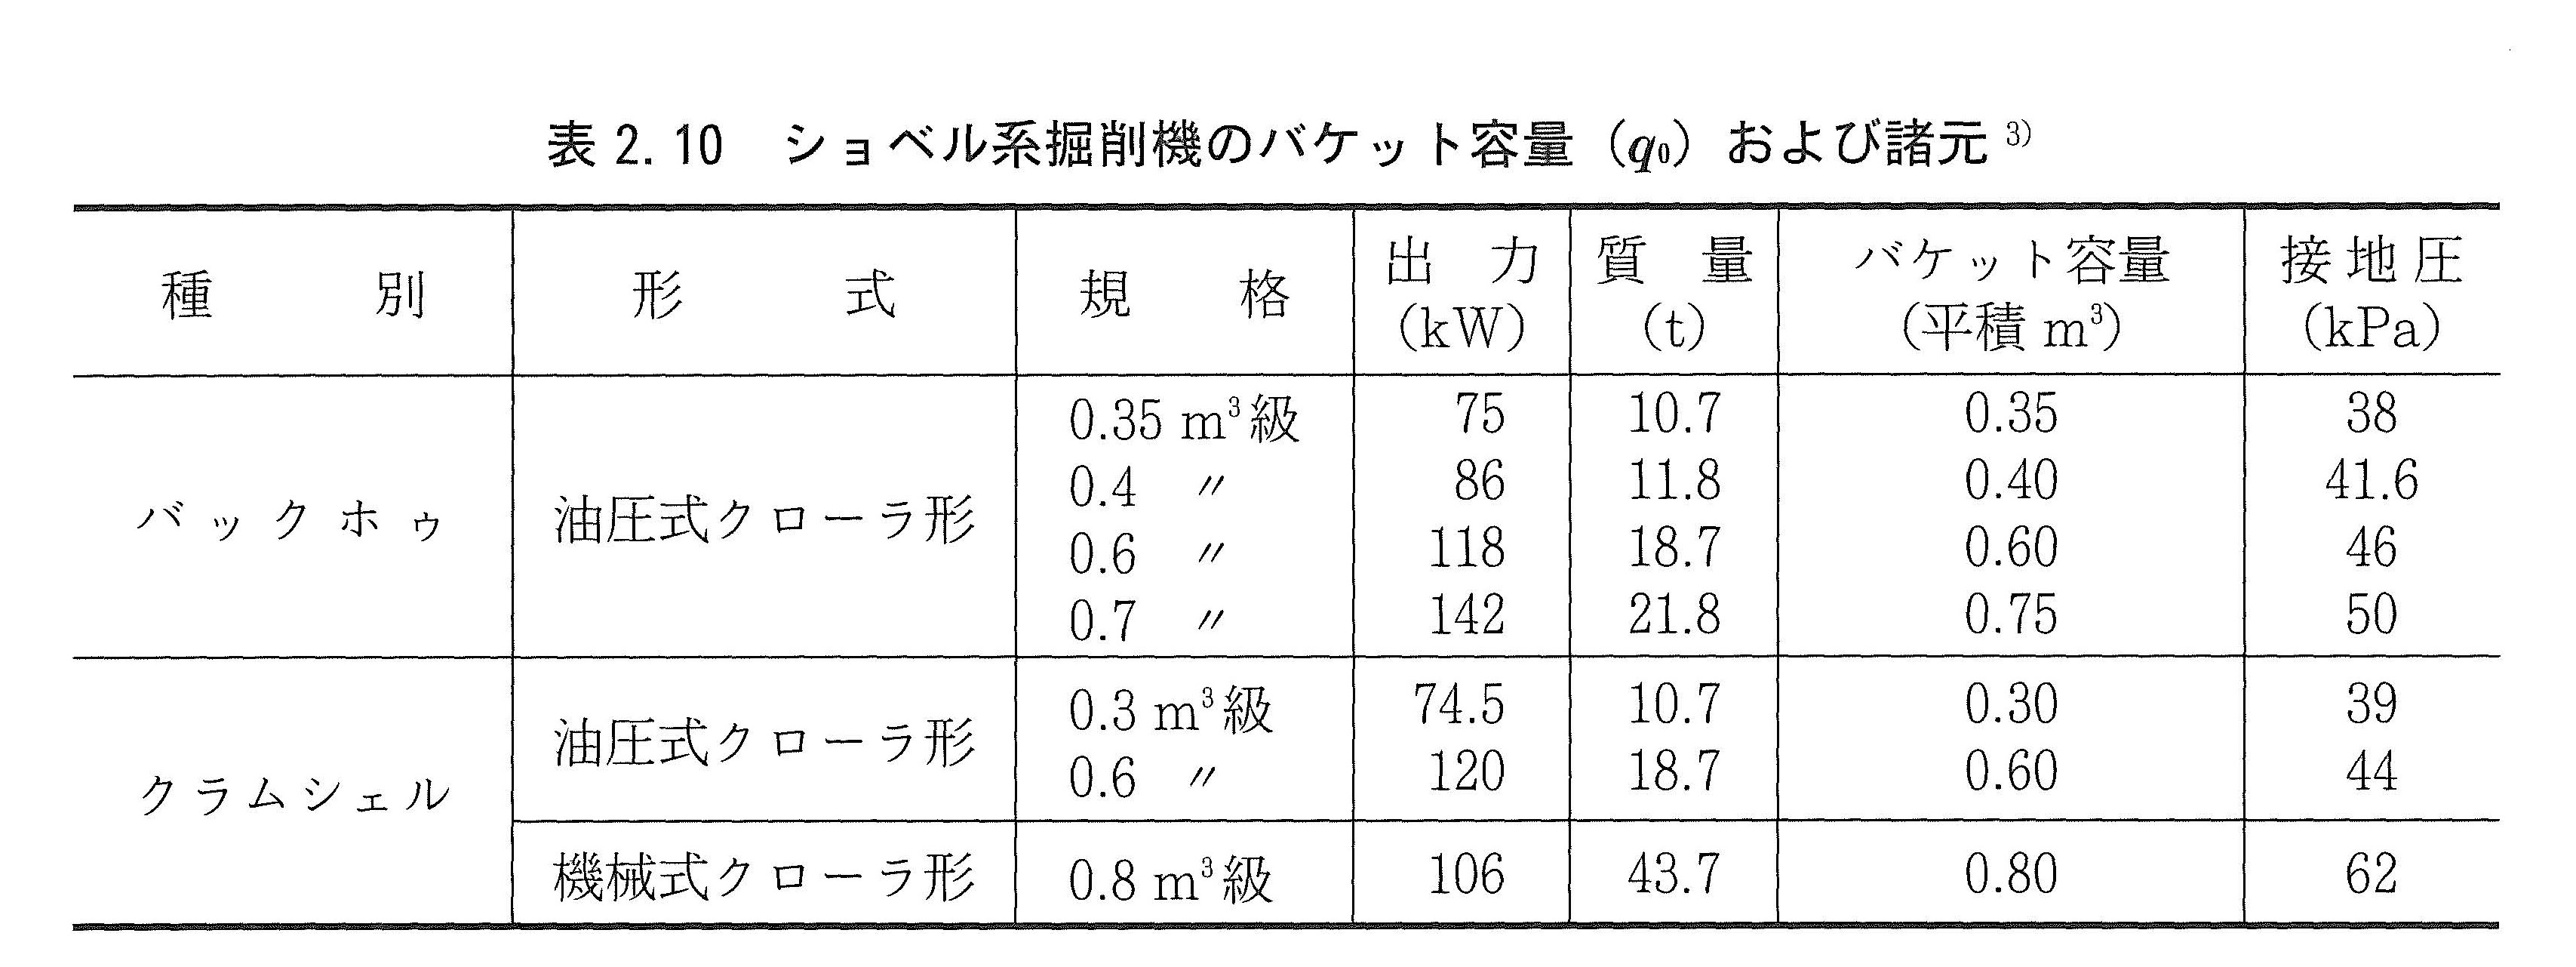 表2.10 ショベル系掘削機のバケット容量(q₀)および諸元³⁾
種別 形式 規格 出力(kW) 質量(t) バケット容量(平積m³) 接地圧(kPa)
バックホゥ 油圧式クローラ形 0.35 m³級 75 10.7 0.35 38
0.4 〃 86 11.8 0.40 41.6
0.6 〃 118 18.7 0.60 46
0.7 〃 142 21.8 0.75 50
クラムシェル 油圧式クローラ形 0.3 m³級 74.5 10.7 0.30 39
0.6 〃 120 18.7 0.60 44
機械式クローラ形 0.8 m³級 106 43.7 0.80 62